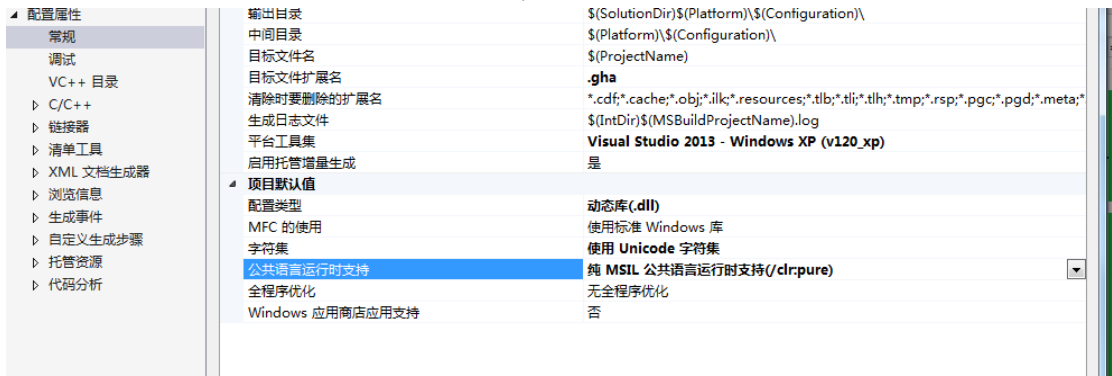 配置属性
常规
调试
VC++ 目录
C/C++
链接器
清单工具
XML 文档生成器
浏览信息
生成事件
自定义生成步骤
托管资源
代码分析
输出目录 $(SolutionDir)$(Platform)\$(Configuration)\
中间目录 $(Platform)\$(Configuration)\
目标文件名 $(ProjectName)
目标文件扩展名 .gha
清除时要删除的扩展名 *.cdf;*.cache;*.obj;*.ilk;*.resources;*.tlb;*.tli;*.tlh;*.tmp;*.rsp;*.pgc;*.pgd;*.meta;*
生成日志文件 $(IntDir)$(MSBuildProjectName).log
平台工具集 Visual Studio 2013 - Windows XP (v120_xp)
启用托管增量生成 是
项目默认值
配置类型 动态库(.dll)
MFC 的使用 使用标准 Windows 库
字符集 使用 Unicode 字符集
公共语言运行时支持 纯 MSIL 公共语言运行时支持(/clr:pure)
全程序优化 无全程序优化
Windows 应用商店应用支持 否